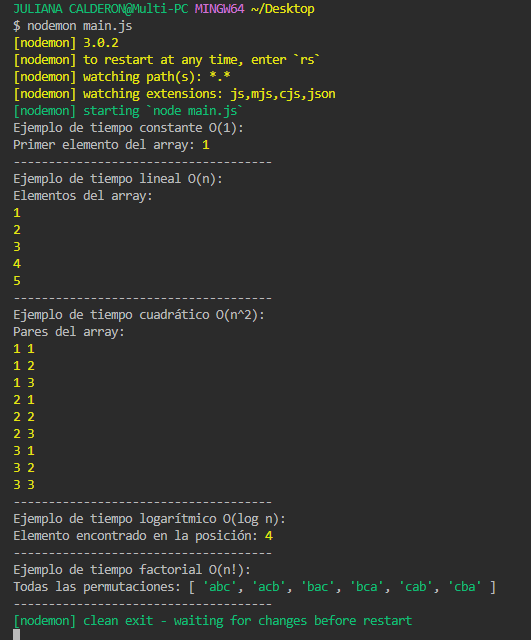 JULIANA CALDERON@Multi-PC MINGW64 ~/Desktop
$ nodemon main.js
[nodemon] 3.0.2
[nodemon] to restart at any time, enter `rs`
[nodemon] watching path(s): *.*
[nodemon] watching extensions: js,mjs,cjs,json
[nodemon] starting `node main.js`
Ejemplo de tiempo constante O(1):
Primer elemento del array: 1
-------------------------------------
Ejemplo de tiempo lineal O(n):
Elementos del array:
1
2
3
4
5
-------------------------------------
Ejemplo de tiempo cuadrático O(n^2):
Pares del array:
1 1
1 2
1 3
2 1
2 2
2 3
3 1
3 2
3 3
-------------------------------------
Ejemplo de tiempo logarítmico O(log n):
Elemento encontrado en la posición: 4
-------------------------------------
Ejemplo de tiempo factorial O(n!):
Todas las permutaciones: [ 'abc', 'acb', 'bac', 'bca', 'cab', 'cba' ]
-------------------------------------
[nodemon] clean exit - waiting for changes before restart